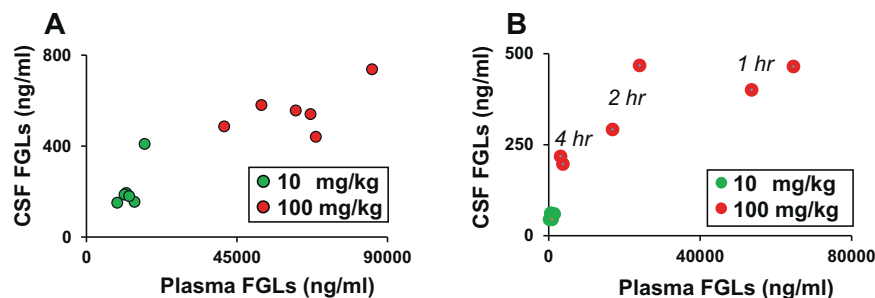 A
CSF FGLs (ng/ml)
800
400
0
0 45000 90000
Plasma FGLs (ng/ml)
10 mg/kg
100 mg/kg
B
CSF FGLs (ng/ml)
500
250
0
0 40000 80000
Plasma FGLs (ng/ml)
1 hr
2 hr
4 hr
10 mg/kg
100 mg/kg